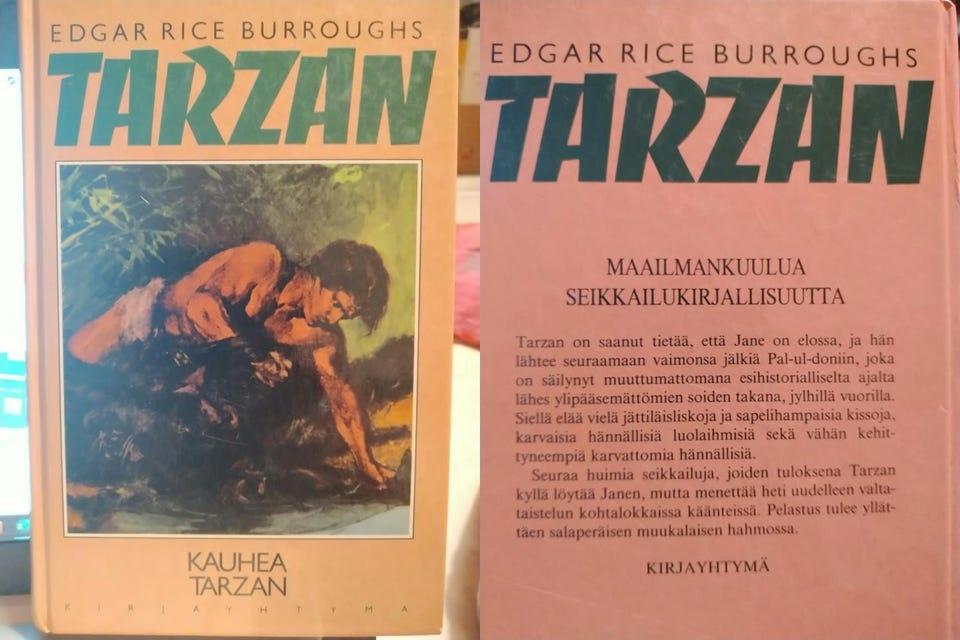 EDGAR RICE BURROUGHS
TARZAN
KAUHEA
TARZAN
KIRJAYHTYMÄ
EDGAR RICE BURROUGHS
TARZAN
MAAILMANKUULUA
SEIKKAILUKIRJALLISUUTTA
Tarzan on saanut tietää, että Jane on elossa, ja hän
lähtee seuraamaan vaimonsa jälkiä Pal-ul-doniin, joka
on säilynyt muuttumattomana esihistorialliselta ajalta
lähes ylipääsemättömien soiden takana, jylhillä vuorilla.
Siellä elää vielä jättiläisliskoja ja sapelihampaisia kissoja,
karvaisia hännällisiä luolaihmisiä sekä vähän kehit-
tyneempiä karvattomia hännällisiä.
Seuraa huimia seikkailuja, joiden tuloksena Tarzan
kyllä löytää Janen, mutta menettää heti uudelleen valta-
taistelun kohtalokkaissa käänteissä. Pelastus tulee yllät-
täen salaperäisen muukalaisen hahmossa.
KIRJAYHTYMÄ